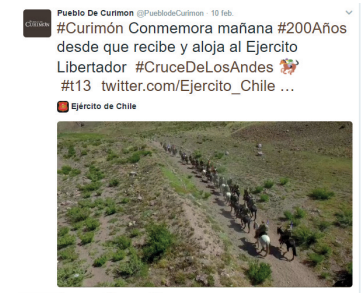 CURIMÓN
Pueblo De Curimon @PueblodeCurimon · 10 feb.
#Curimón Conmemora mañana #200Años
desde que recibe y aloja al Ejercito
Libertador #CruceDeLosAndes 🏇
#t13 twitter.com/Ejercito_Chile …
Ejército de Chile